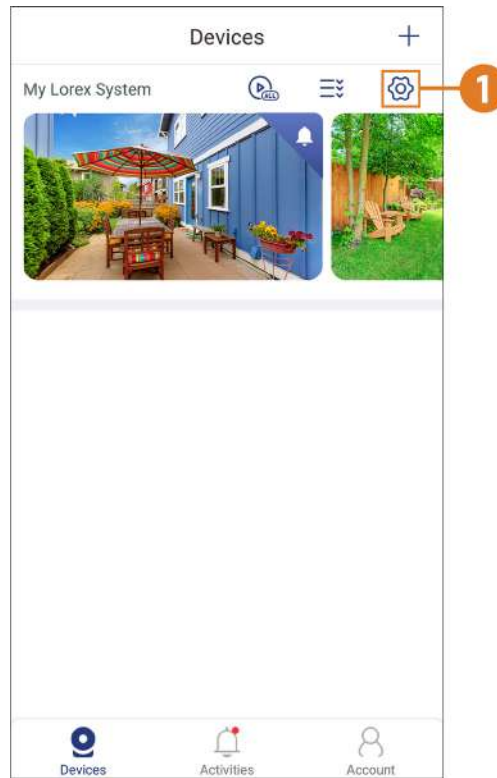 Devices
My Lorex System
ALL
1
Devices
Activities
Account